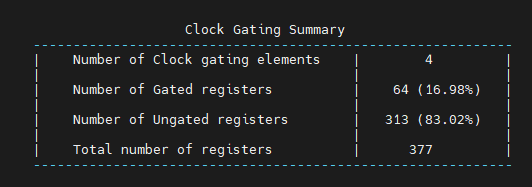 Clock Gating Summary
Number of Clock gating elements | 4
Number of Gated registers | 64 (16.98%)
Number of Ungated registers | 313 (83.02%)
Total number of registers | 377